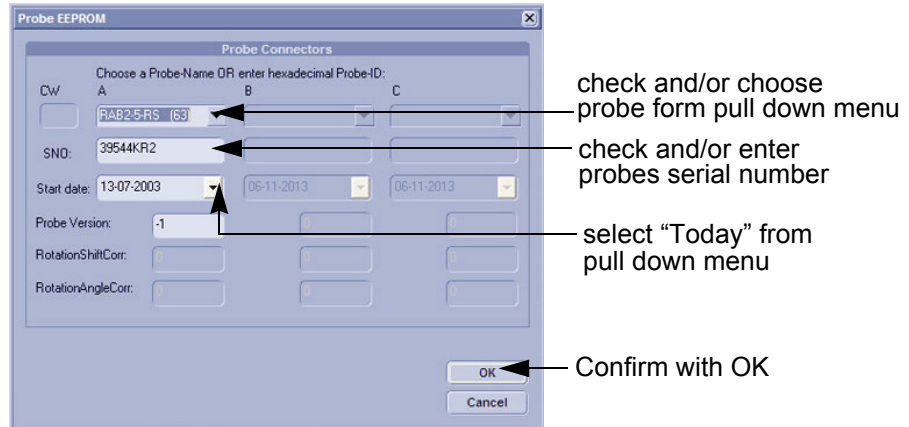 Probe EEPROM
Probe Connectors
Choose a Probe-Name OR enter hexadecimal Probe-ID:
CW A B C
RAB2-5-RS (63)
check and/or choose
probe form pull down menu
SNO: 39544KR2
check and/or enter
probes serial number
Start date: 13-07-2003 06-11-2013 06-11-2013
Probe Version: -1 0 0
select “Today” from
pull down menu
RotationShiftCorr: 0 0 0
RotationAngleCorr: 0 0 0
OK
Confirm with OK
Cancel